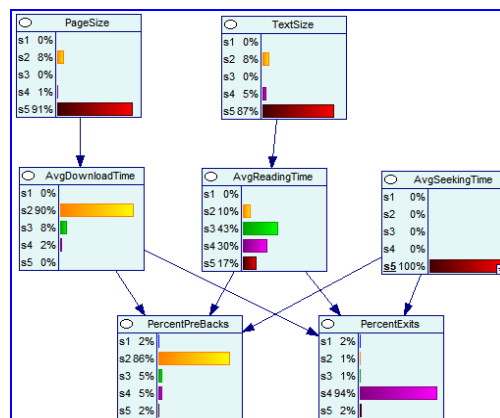 PageSize
s1 0%
s2 8%
s3 0%
s4 1%
s5 91%
TextSize
s1 0%
s2 8%
s3 0%
s4 5%
s5 87%
AvgDownloadTime
s1 0%
s2 90%
s3 8%
s4 2%
s5 0%
AvgReadingTime
s1 0%
s2 10%
s3 43%
s4 30%
s5 17%
AvgSeekingTime
s1 0%
s2 0%
s3 0%
s4 0%
s5 100%
PercentPreBacks
s1 2%
s2 86%
s3 5%
s4 5%
s5 2%
PercentExits
s1 2%
s2 1%
s3 1%
s4 94%
s5 2%